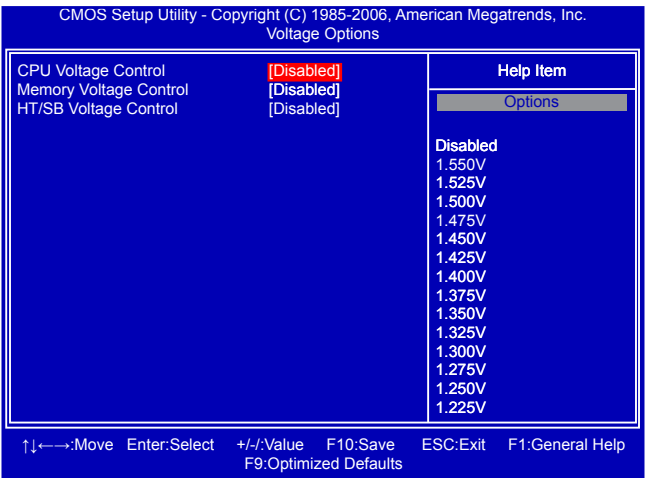 CMOS Setup Utility - Copyright (C) 1985-2006, American Megatrends, Inc.
Voltage Options
CPU Voltage Control [Disabled]
Memory Voltage Control [Disabled]
HT/SB Voltage Control [Disabled]
Help Item
Options
Disabled
1.550V
1.525V
1.500V
1.475V
1.450V
1.425V
1.400V
1.375V
1.350V
1.325V
1.300V
1.275V
1.250V
1.225V
↑↓←→:Move Enter:Select +/-/:Value F10:Save ESC:Exit F1:General Help
F9:Optimized Defaults